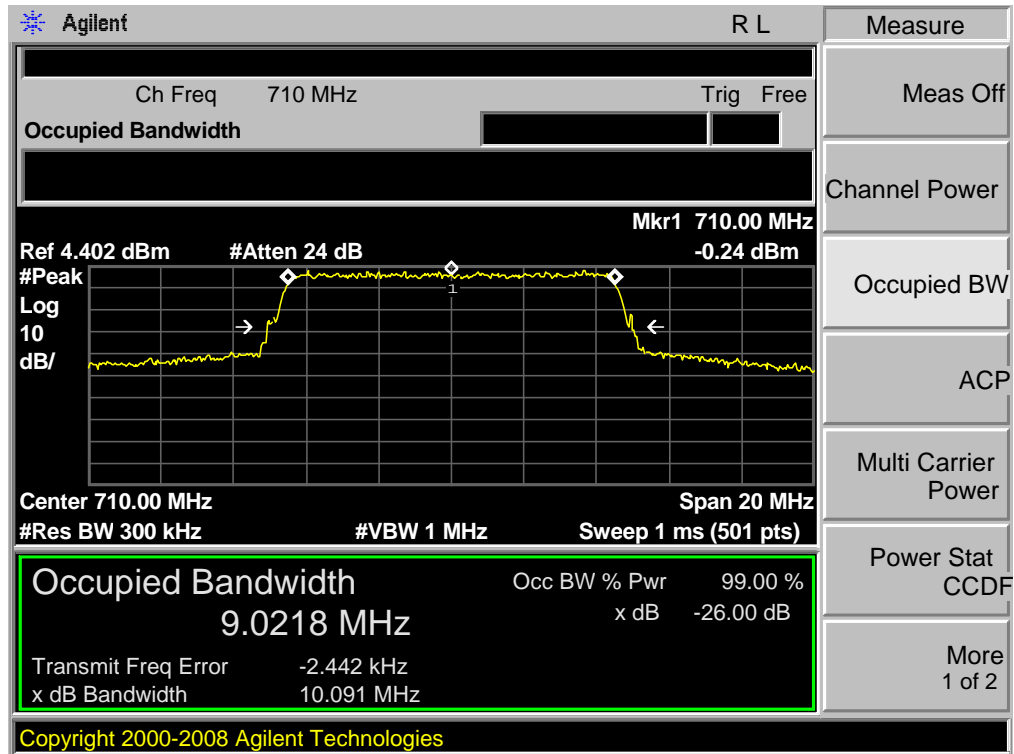 Agilent R L Measure
Ch Freq 710 MHz Trig Free
Meas Off
Occupied Bandwidth
Channel Power
Mkr1 710.00 MHz
Ref 4.402 dBm #Atten 24 dB -0.24 dBm
#Peak
Log
10
dB/
1
Occupied BW
ACP
Multi Carrier
Power
Center 710.00 MHz Span 20 MHz
#Res BW 300 kHz #VBW 1 MHz Sweep 1 ms (501 pts)
Power Stat
CCDF
Occupied Bandwidth Occ BW % Pwr 99.00 %
9.0218 MHz x dB -26.00 dB
Transmit Freq Error -2.442 kHz
x dB Bandwidth 10.091 MHz
More
1 of 2
Copyright 2000-2008 Agilent Technologies